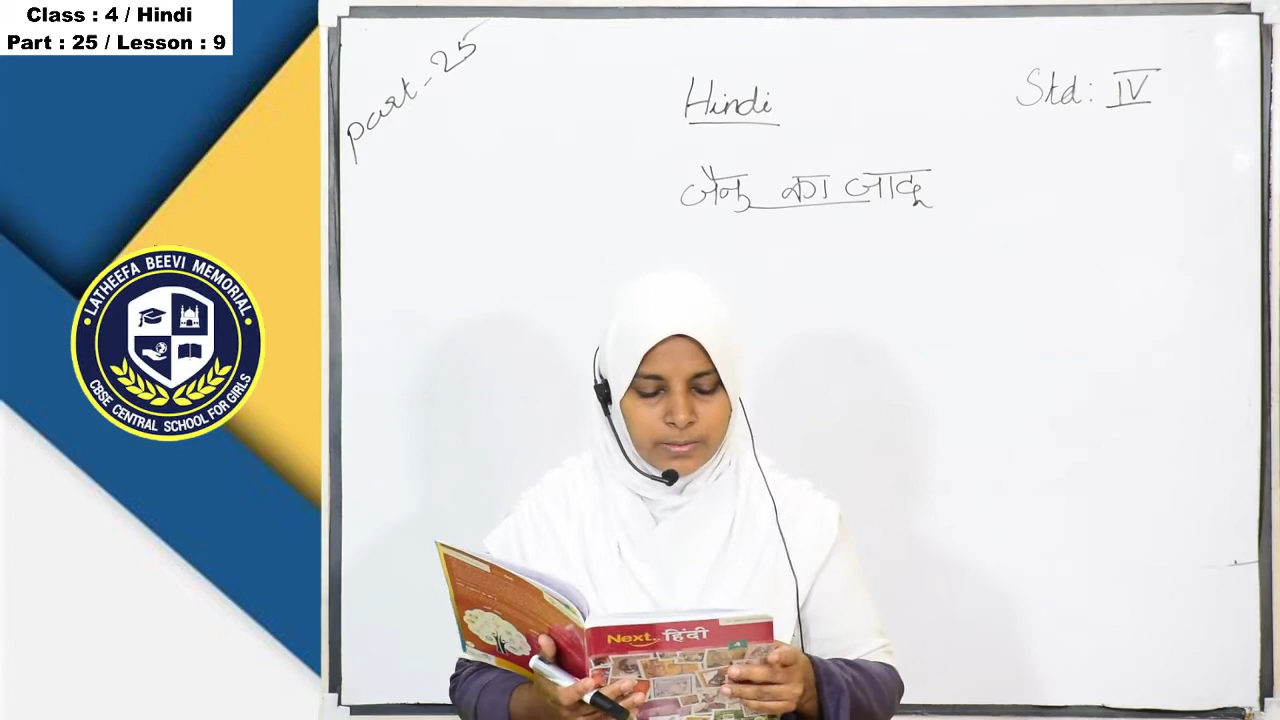 Class : 4 / Hindi
Part : 25 / Lesson : 9
part-25
Hindi
Std: IV
जैनू का जादू
LATHEEFA BEEVI MEMORIAL
CBSE CENTRAL SCHOOL FOR GIRLS
Next.. हिंदी
4